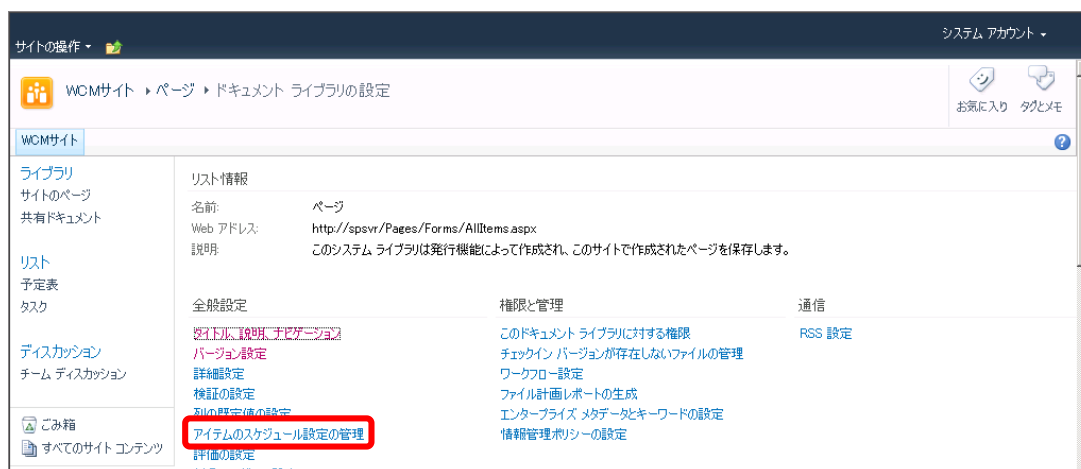 システム アカウント
サイトの操作
WCMサイト ▸ ページ ▸ ドキュメント ライブラリの設定
お気に入り タグとメモ
WCMサイト
ライブラリ
サイトのページ
共有ドキュメント
リスト
予定表
タスク
ディスカッション
チーム ディスカッション
ごみ箱
すべてのサイト コンテンツ
リスト情報
名前: ページ
Web アドレス: http://spsvr/Pages/Forms/AllItems.aspx
説明: このシステム ライブラリは発行機能によって作成され、このサイトで作成されたページを保存します。
全般設定
タイトル、説明、ナビゲーション
バージョン設定
詳細設定
検証の設定
列の既定値の設定
アイテムのスケジュール設定の管理
評価の設定
権限と管理
このドキュメント ライブラリに対する権限
チェックイン バージョンが存在しないファイルの管理
ワークフロー設定
ファイル計画レポートの生成
エンタープライズ メタデータとキーワードの設定
情報管理ポリシーの設定
通信
RSS 設定